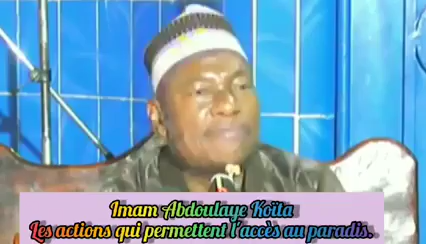 Imam Abdoulaye Koïta
Les actions qui permettent l'accès au paradis.